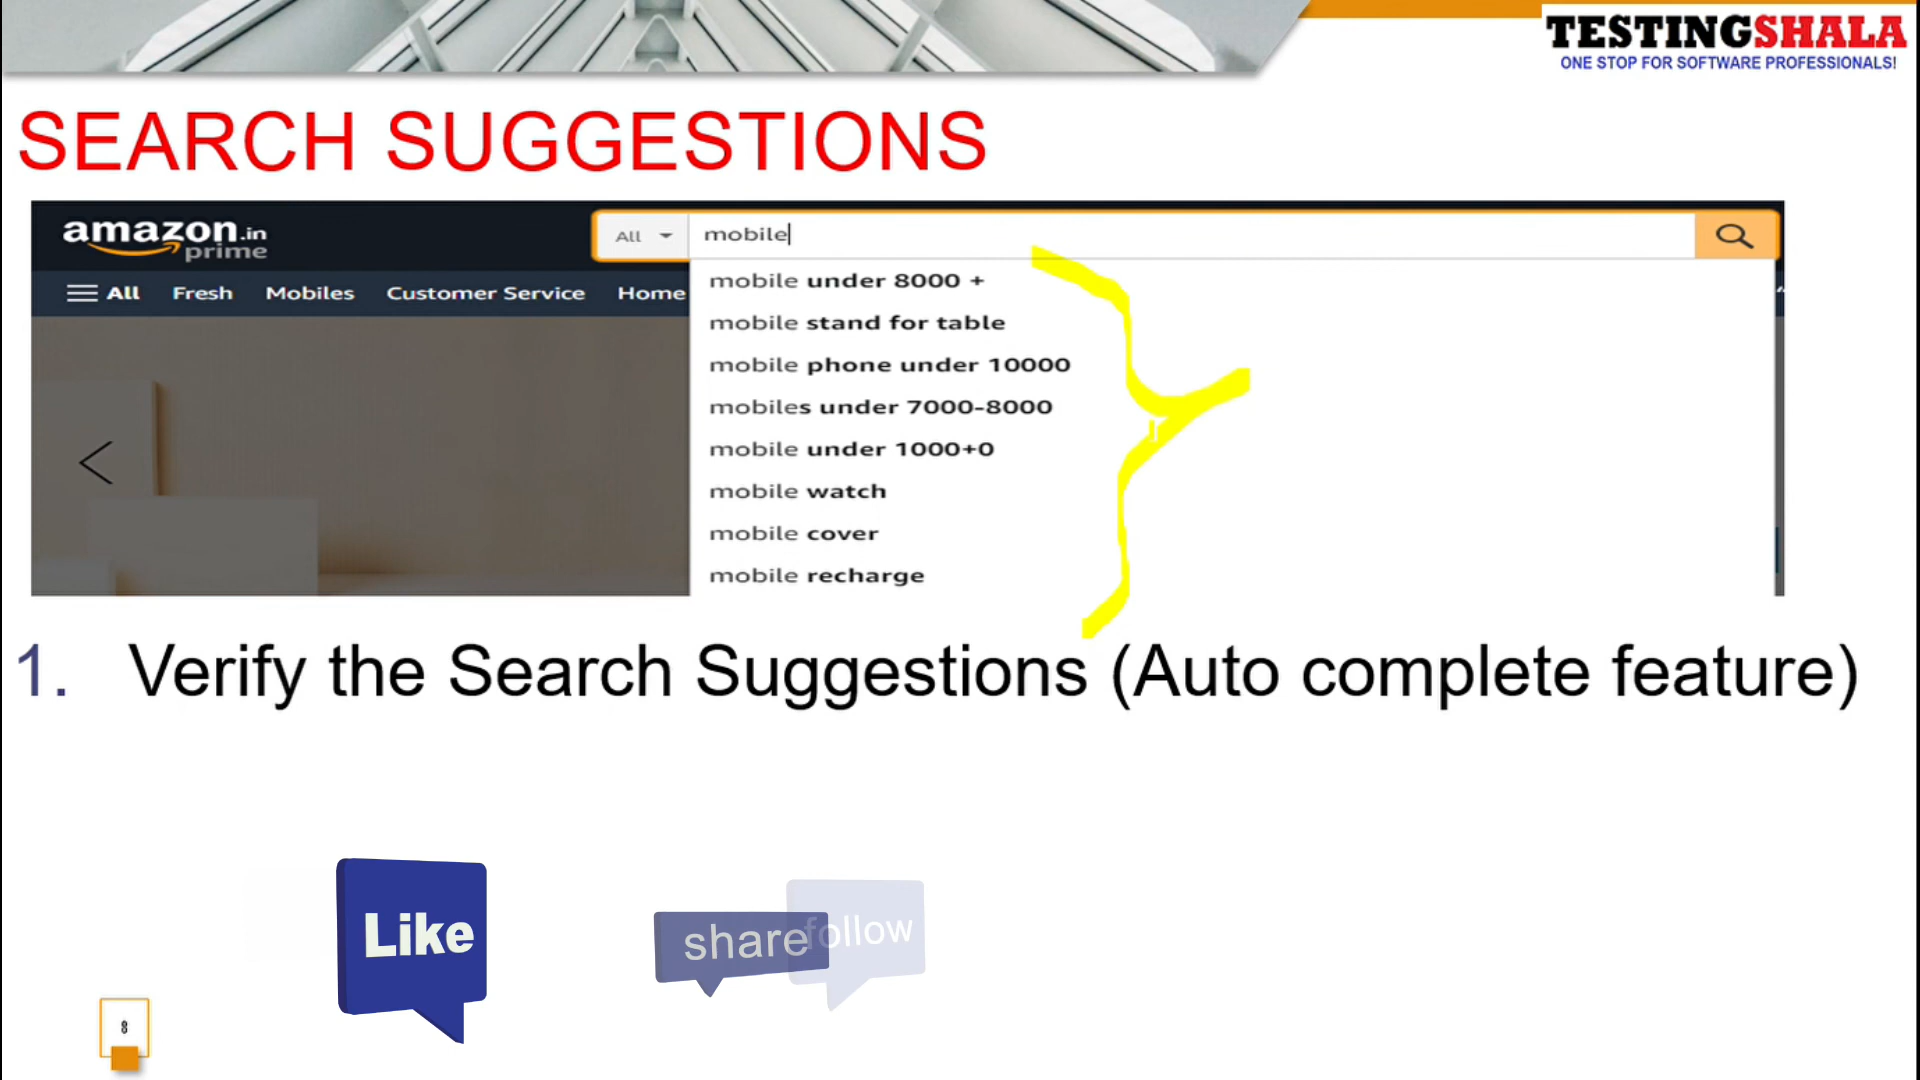 TESTINGSHALA
ONE STOP FOR SOFTWARE PROFESSIONALS!
SEARCH SUGGESTIONS
amazon.in
prime
All
mobile
All Fresh Mobiles Customer Service Home
mobile under 8000 +
mobile stand for table
mobile phone under 10000
mobiles under 7000-8000
mobile under 1000+0
mobile watch
mobile cover
mobile recharge
1. Verify the Search Suggestions (Auto complete feature)
Like
share
follow
8